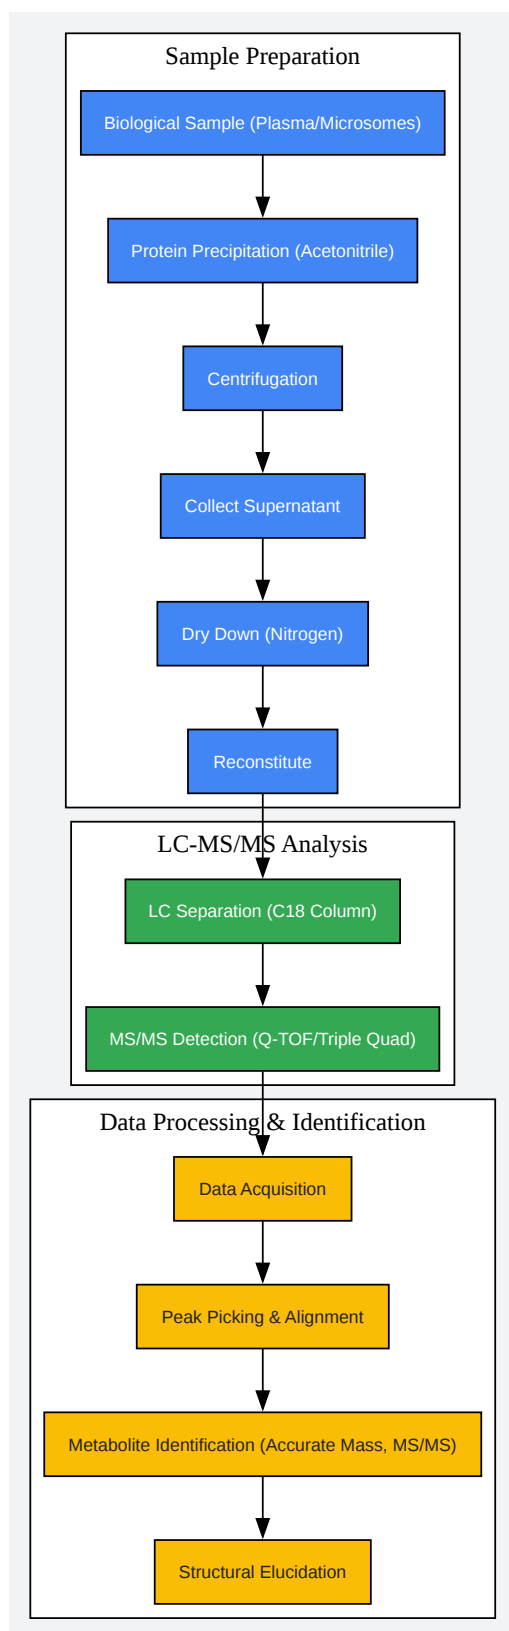 Sample Preparation
Biological Sample (Plasma/Microsomes)
Protein Precipitation (Acetonitrile)
Centrifugation
Collect Supernatant
Dry Down (Nitrogen)
Reconstitute
LC-MS/MS Analysis
LC Separation (C18 Column)
MS/MS Detection (Q-TOF/Triple Quad)
Data Processing & Identification
Data Acquisition
Peak Picking & Alignment
Metabolite Identification (Accurate Mass, MS/MS)
Structural Elucidation